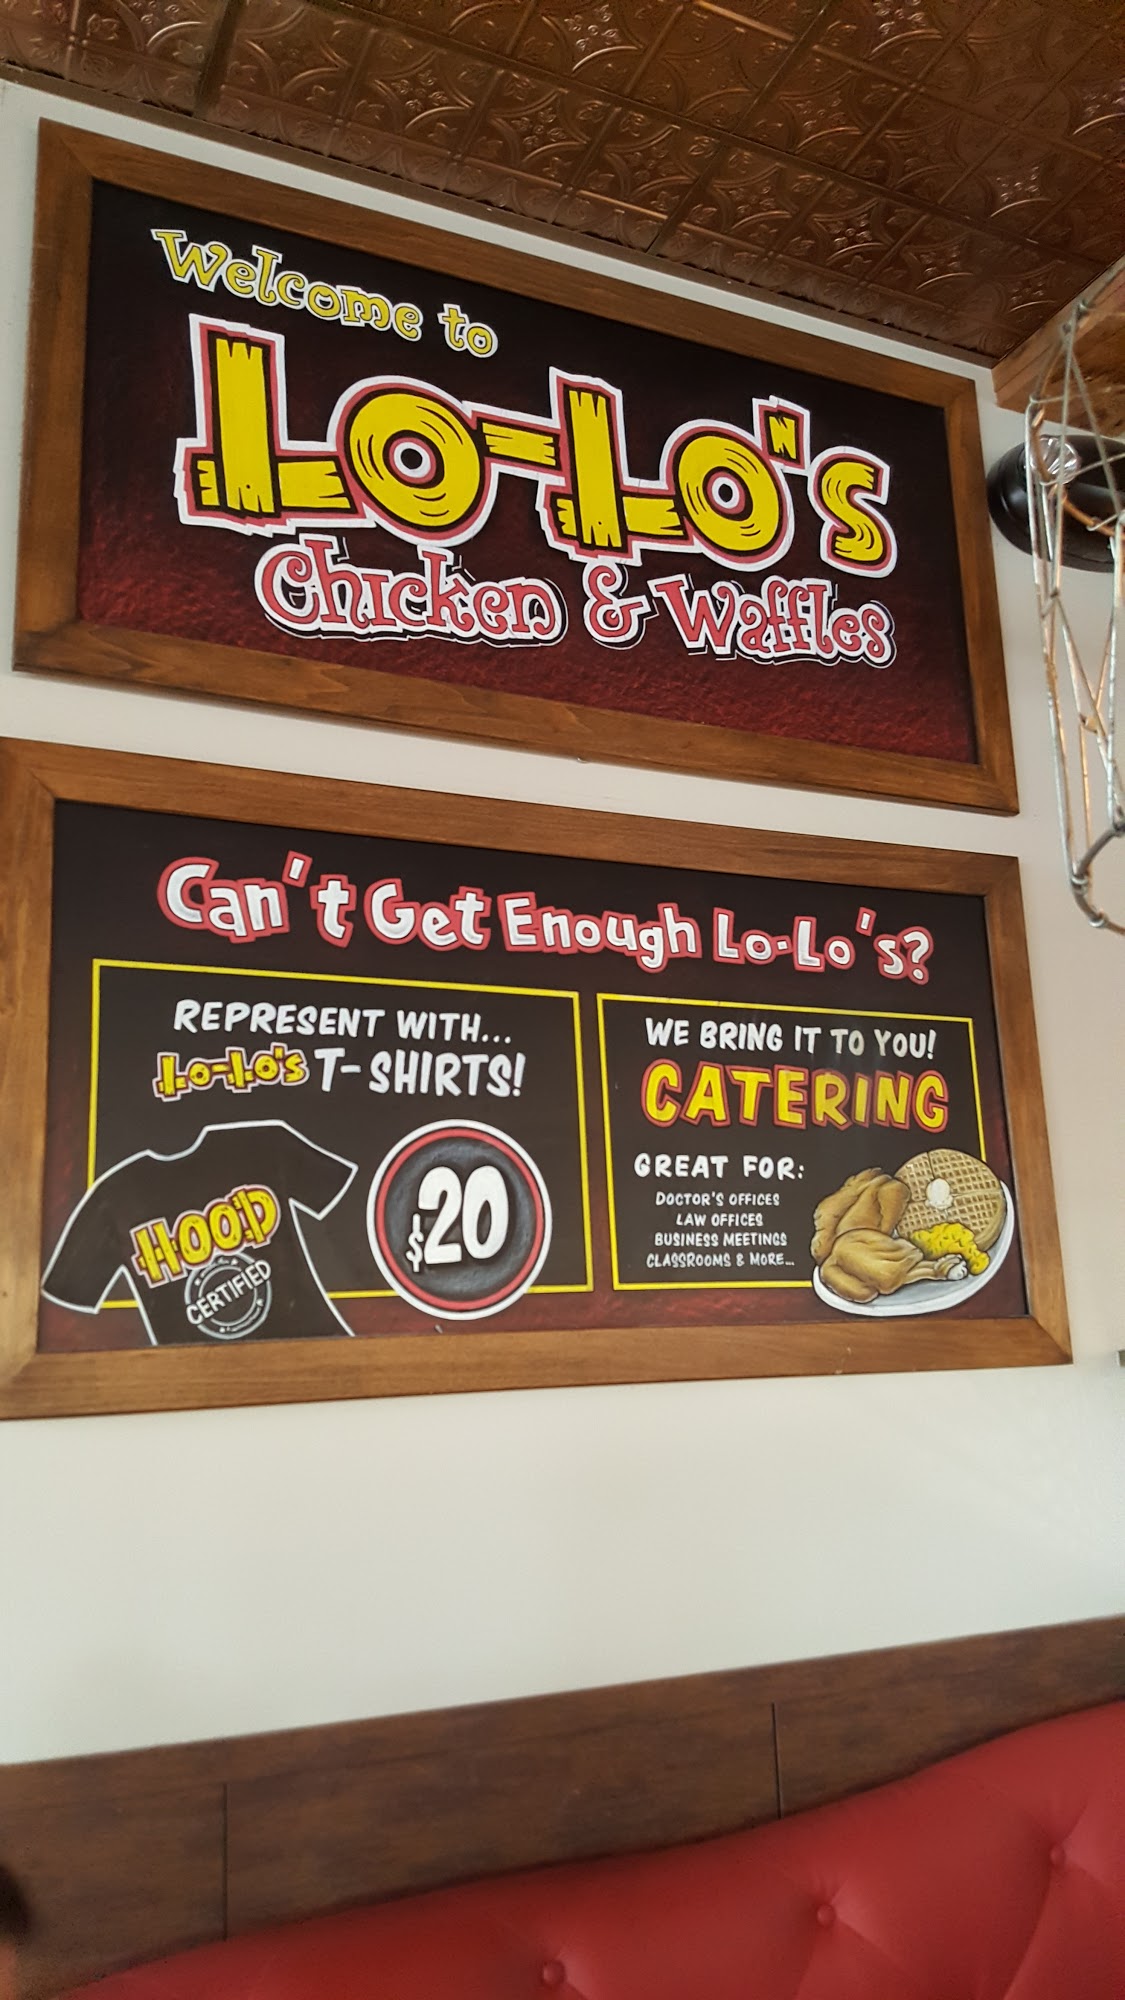 Welcome to
Lo-Lo's
Chicken & Waffles
Can't Get Enough Lo-Lo's?
REPRESENT WITH...
Lo-Lo's T-SHIRTS!
HOOD
CERTIFIED
$20
WE BRING IT TO YOU!
CATERING
GREAT FOR:
DOCTOR'S OFFICES
LAW OFFICES
BUSINESS MEETINGS
CLASSROOMS & MORE...